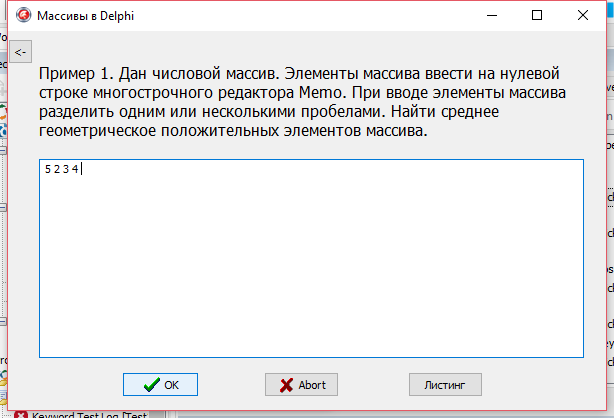 Массивы в Delphi
<-
Пример 1. Дан числовой массив. Элементы массива ввести на нулевой
строке многострочного редактора Memo. При вводе элементы массива
разделить одним или несколькими пробелами. Найти среднее
геометрическое положительных элементов массива.
5 2 3 4
OK
Abort
Листинг
Keyword Test Log [Test